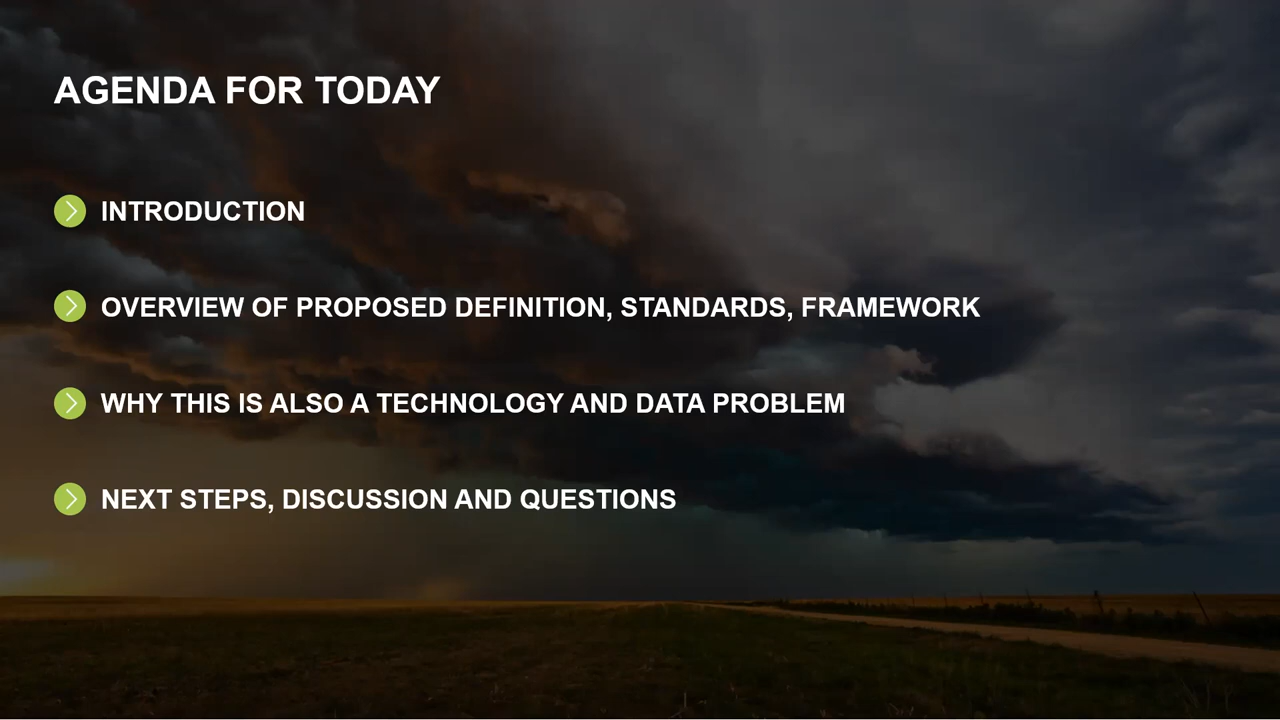 AGENDA FOR TODAY
INTRODUCTION
OVERVIEW OF PROPOSED DEFINITION, STANDARDS, FRAMEWORK
WHY THIS IS ALSO A TECHNOLOGY AND DATA PROBLEM
NEXT STEPS, DISCUSSION AND QUESTIONS